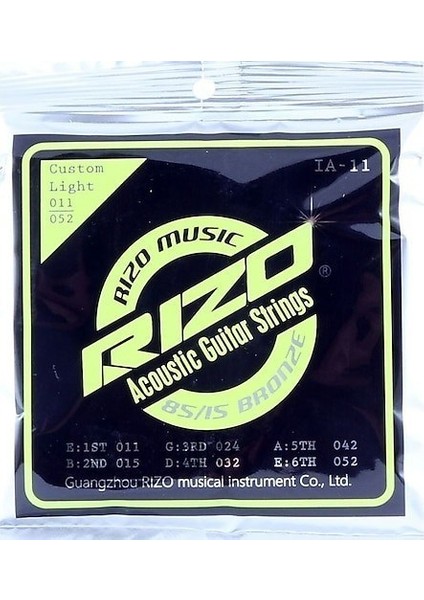 Custom
Light
011
052
IA-11
RIZO MUSIC
RIZO
®
Acoustic Guitar Strings
85/15 BRONZE
E:1ST 011 G:3RD 024 A:5TH 042
B:2ND 015 D:4TH 032 E:6TH 052
Guangzhou RIZO musical instrument Co., Ltd.